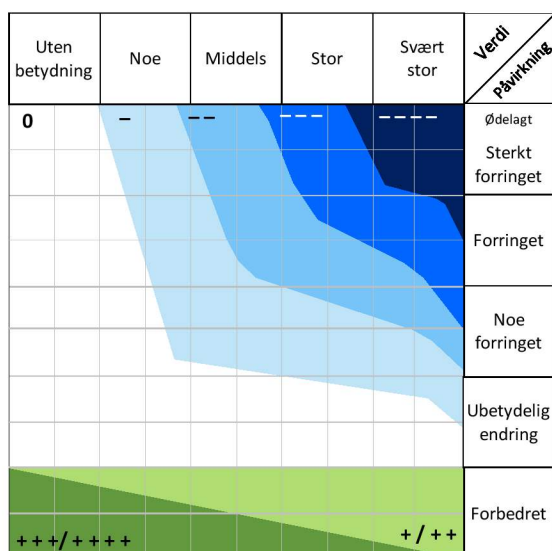 Uten
betydning
Noe
Middels
Stor
Svært
stor
Verdi
Påvirkning
0
–
– –
– – –
– – – –
Ødelagt
Sterkt
forringet
Forringet
Noe
forringet
Ubetydelig
endring
Forbedret
+ + +/+ + + +
+ / + +